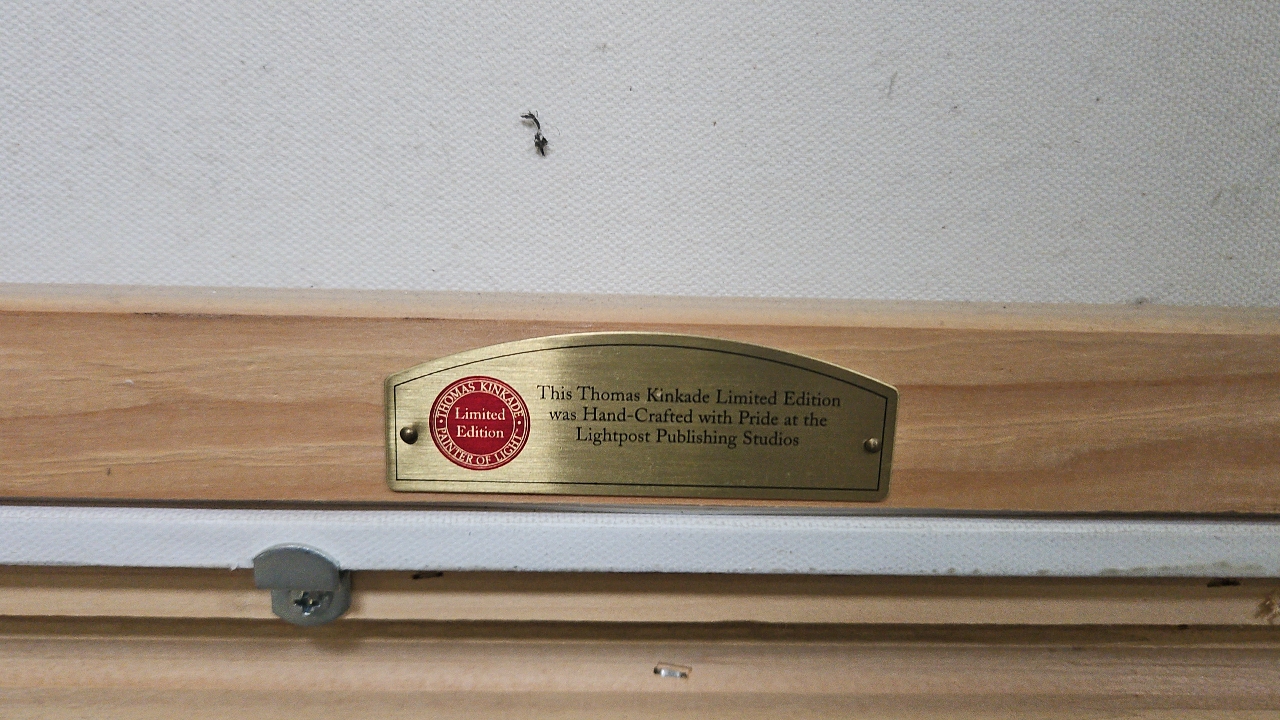 THOMAS KINKADE
Limited
Edition
PAINTER OF LIGHT
This Thomas Kinkade Limited Edition
was Hand-Crafted with Pride at the
Lightpost Publishing Studios